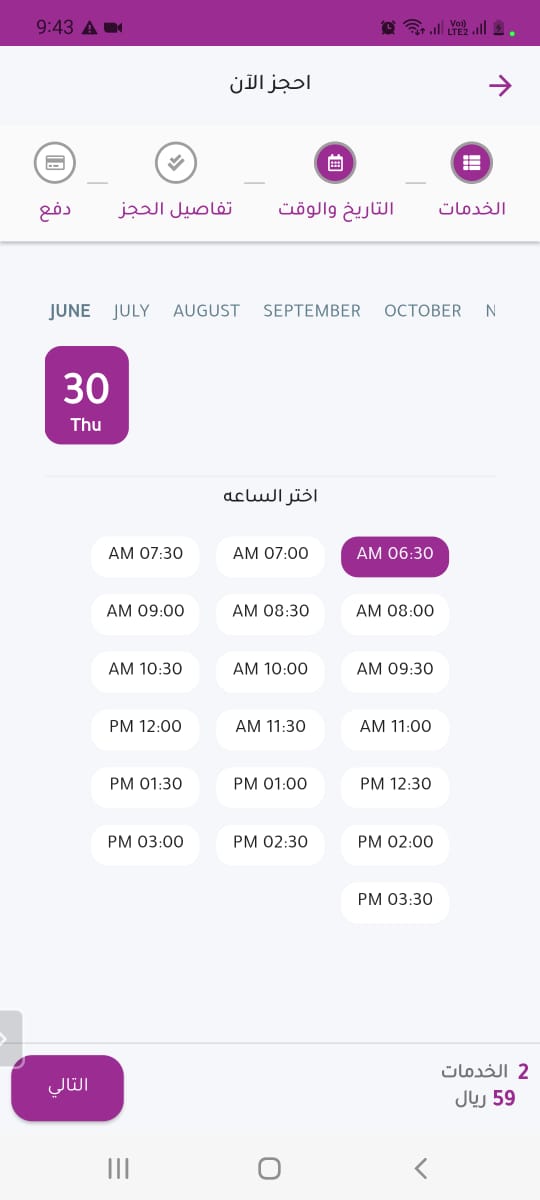 9:43
Vo)) LTE2
احجز الآن
الخدمات التاريخ والوقت تفاصيل الحجز دفع
JUNE JULY AUGUST SEPTEMBER OCTOBER N
30
Thu
اختر الساعه
AM 06:30 AM 07:00 AM 07:30
AM 08:00 AM 08:30 AM 09:00
AM 09:30 AM 10:00 AM 10:30
AM 11:00 AM 11:30 PM 12:00
PM 12:30 PM 01:00 PM 01:30
PM 02:00 PM 02:30 PM 03:00
PM 03:30
2 الخدمات
59 ريال
التالي